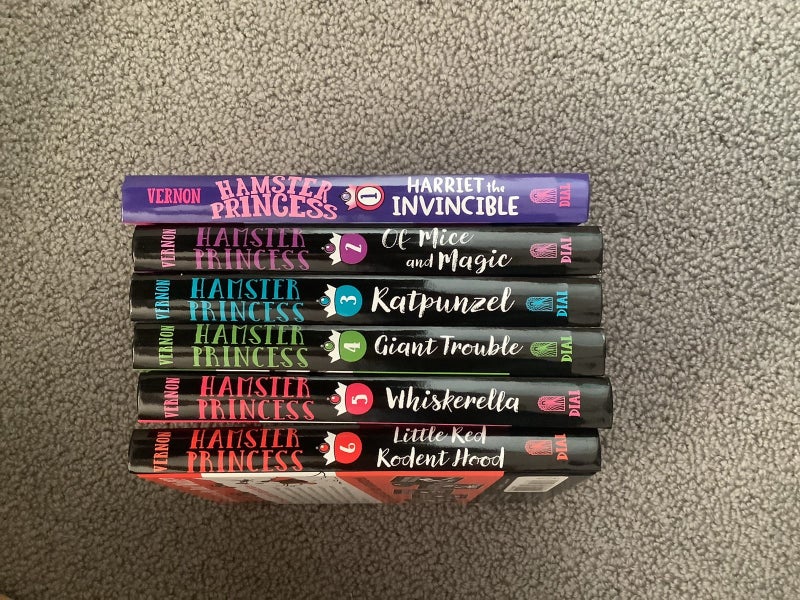 VERNON HAMSTER PRINCESS 1 HARRIET the INVINCIBLE DIAL
VERNON HAMSTER PRINCESS 2 Of Mice and Magic DIAL
VERNON HAMSTER PRINCESS 3 Ratpunzel DIAL
VERNON HAMSTER PRINCESS 4 Giant Trouble DIAL
VERNON HAMSTER PRINCESS 5 Whiskerella DIAL
VERNON HAMSTER PRINCESS 6 Little Red Rodent Hood DIAL